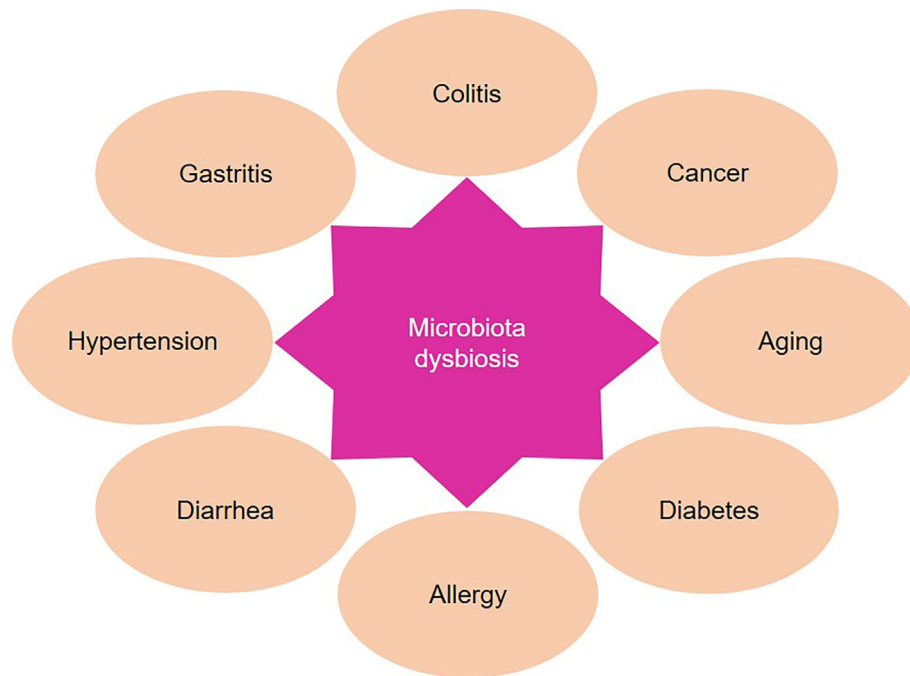 Colitis
Gastritis
Cancer
Hypertension
Microbiota
dysbiosis
Aging
Diarrhea
Diabetes
Allergy